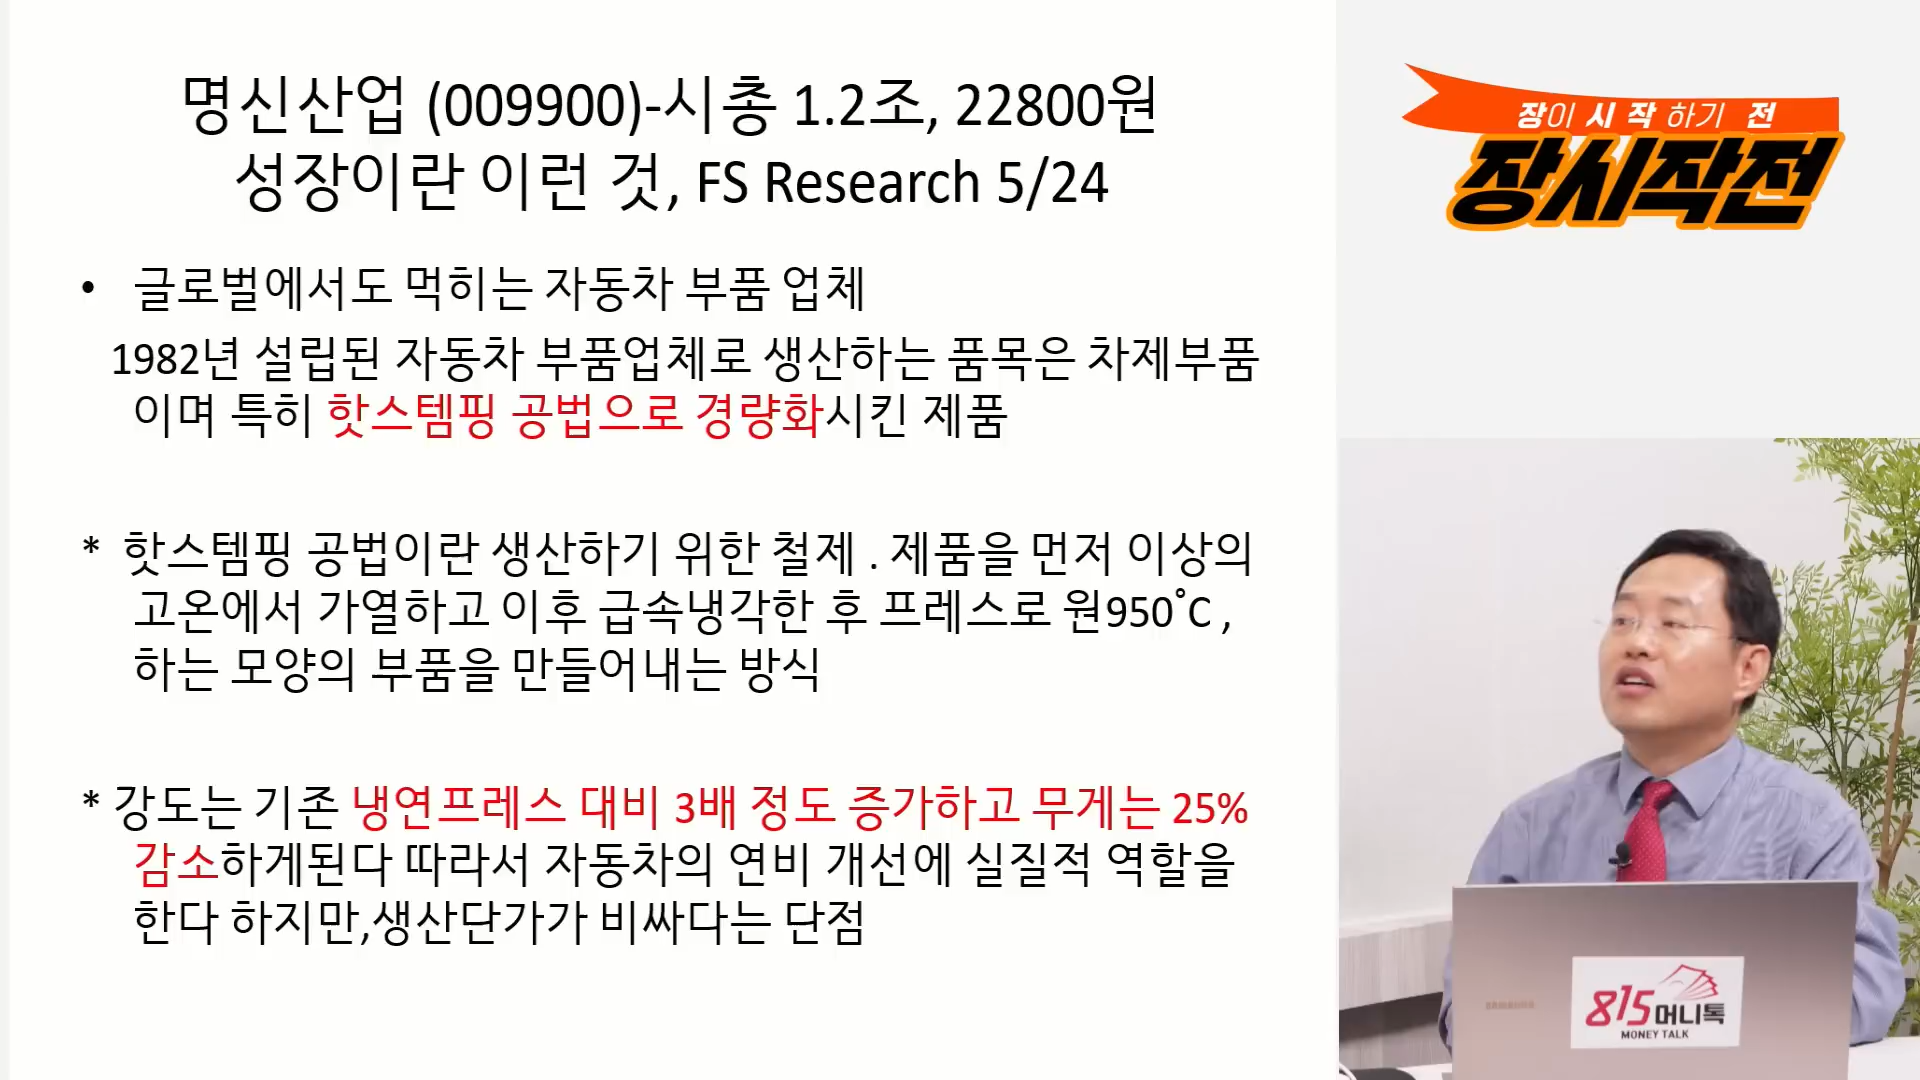 명신산업 (009900)-시총 1.2조, 22800원
성장이란 이런 것, FS Research 5/24
• 글로벌에서도 먹히는 자동차 부품 업체
1982년 설립된 자동차 부품업체로 생산하는 품목은 차제부품
이며 특히 핫스템핑 공법으로 경량화시킨 제품
* 핫스템핑 공법이란 생산하기 위한 철제 . 제품을 먼저 이상의
고온에서 가열하고 이후 급속냉각한 후 프레스로 원950˚C ,
하는 모양의 부품을 만들어내는 방식
* 강도는 기존 냉연프레스 대비 3배 정도 증가하고 무게는 25%
감소하게된다 따라서 자동차의 연비 개선에 실질적 역할을
한다 하지만,생산단가가 비싸다는 단점
장이 시 작 하기 전
장시작전
SAMSUNG
815머니톡
MONEY TALK